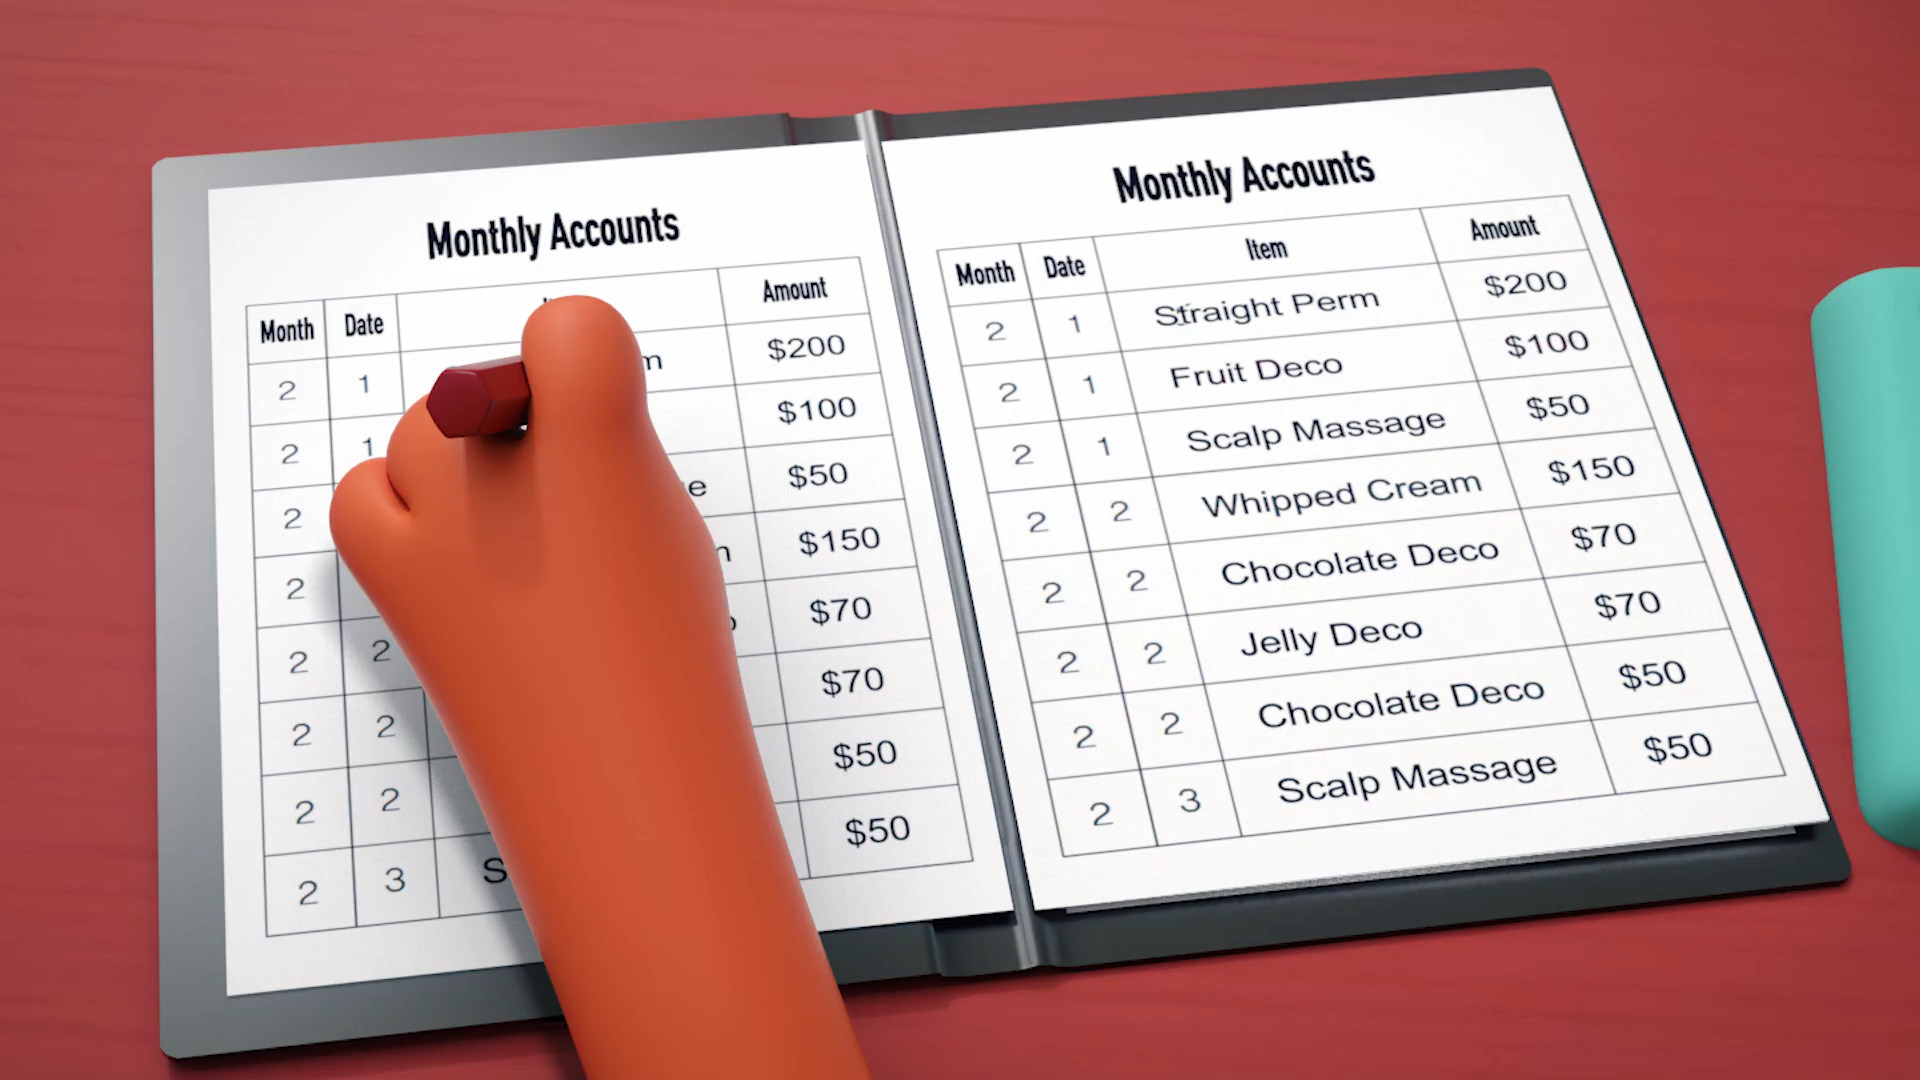 Monthly Accounts
Month Date Amount
2 1 $200
2 1 $100
2 $50
2 $150
2 2 $70
2 2 $70
2 2 $50
2 3 $50
Monthly Accounts
Month Date Item Amount
2 1 Straight Perm $200
2 1 Fruit Deco $100
2 1 Scalp Massage $50
2 2 Whipped Cream $150
2 2 Chocolate Deco $70
2 2 Jelly Deco $70
2 2 Chocolate Deco $50
2 3 Scalp Massage $50